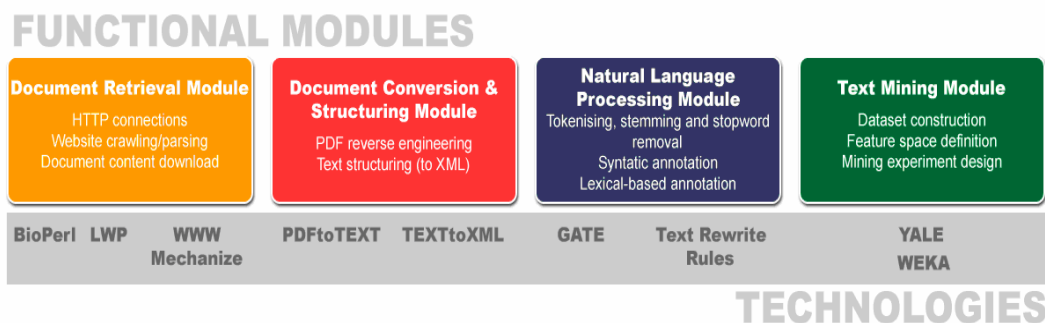 FUNCTIONAL MODULES
Document Retrieval Module
HTTP connections
Website crawling/parsing
Document content download
Document Conversion &
Structuring Module
PDF reverse engineering
Text structuring (to XML)
Natural Language
Processing Module
Tokenising, stemming and stopword
removal
Syntatic annotation
Lexical-based annotation
Text Mining Module
Dataset construction
Feature space definition
Mining experiment design
BioPerl LWP WWW
Mechanize
PDFtoTEXT TEXTtoXML
GATE Text Rewrite
Rules
YALE
WEKA
TECHNOLOGIES